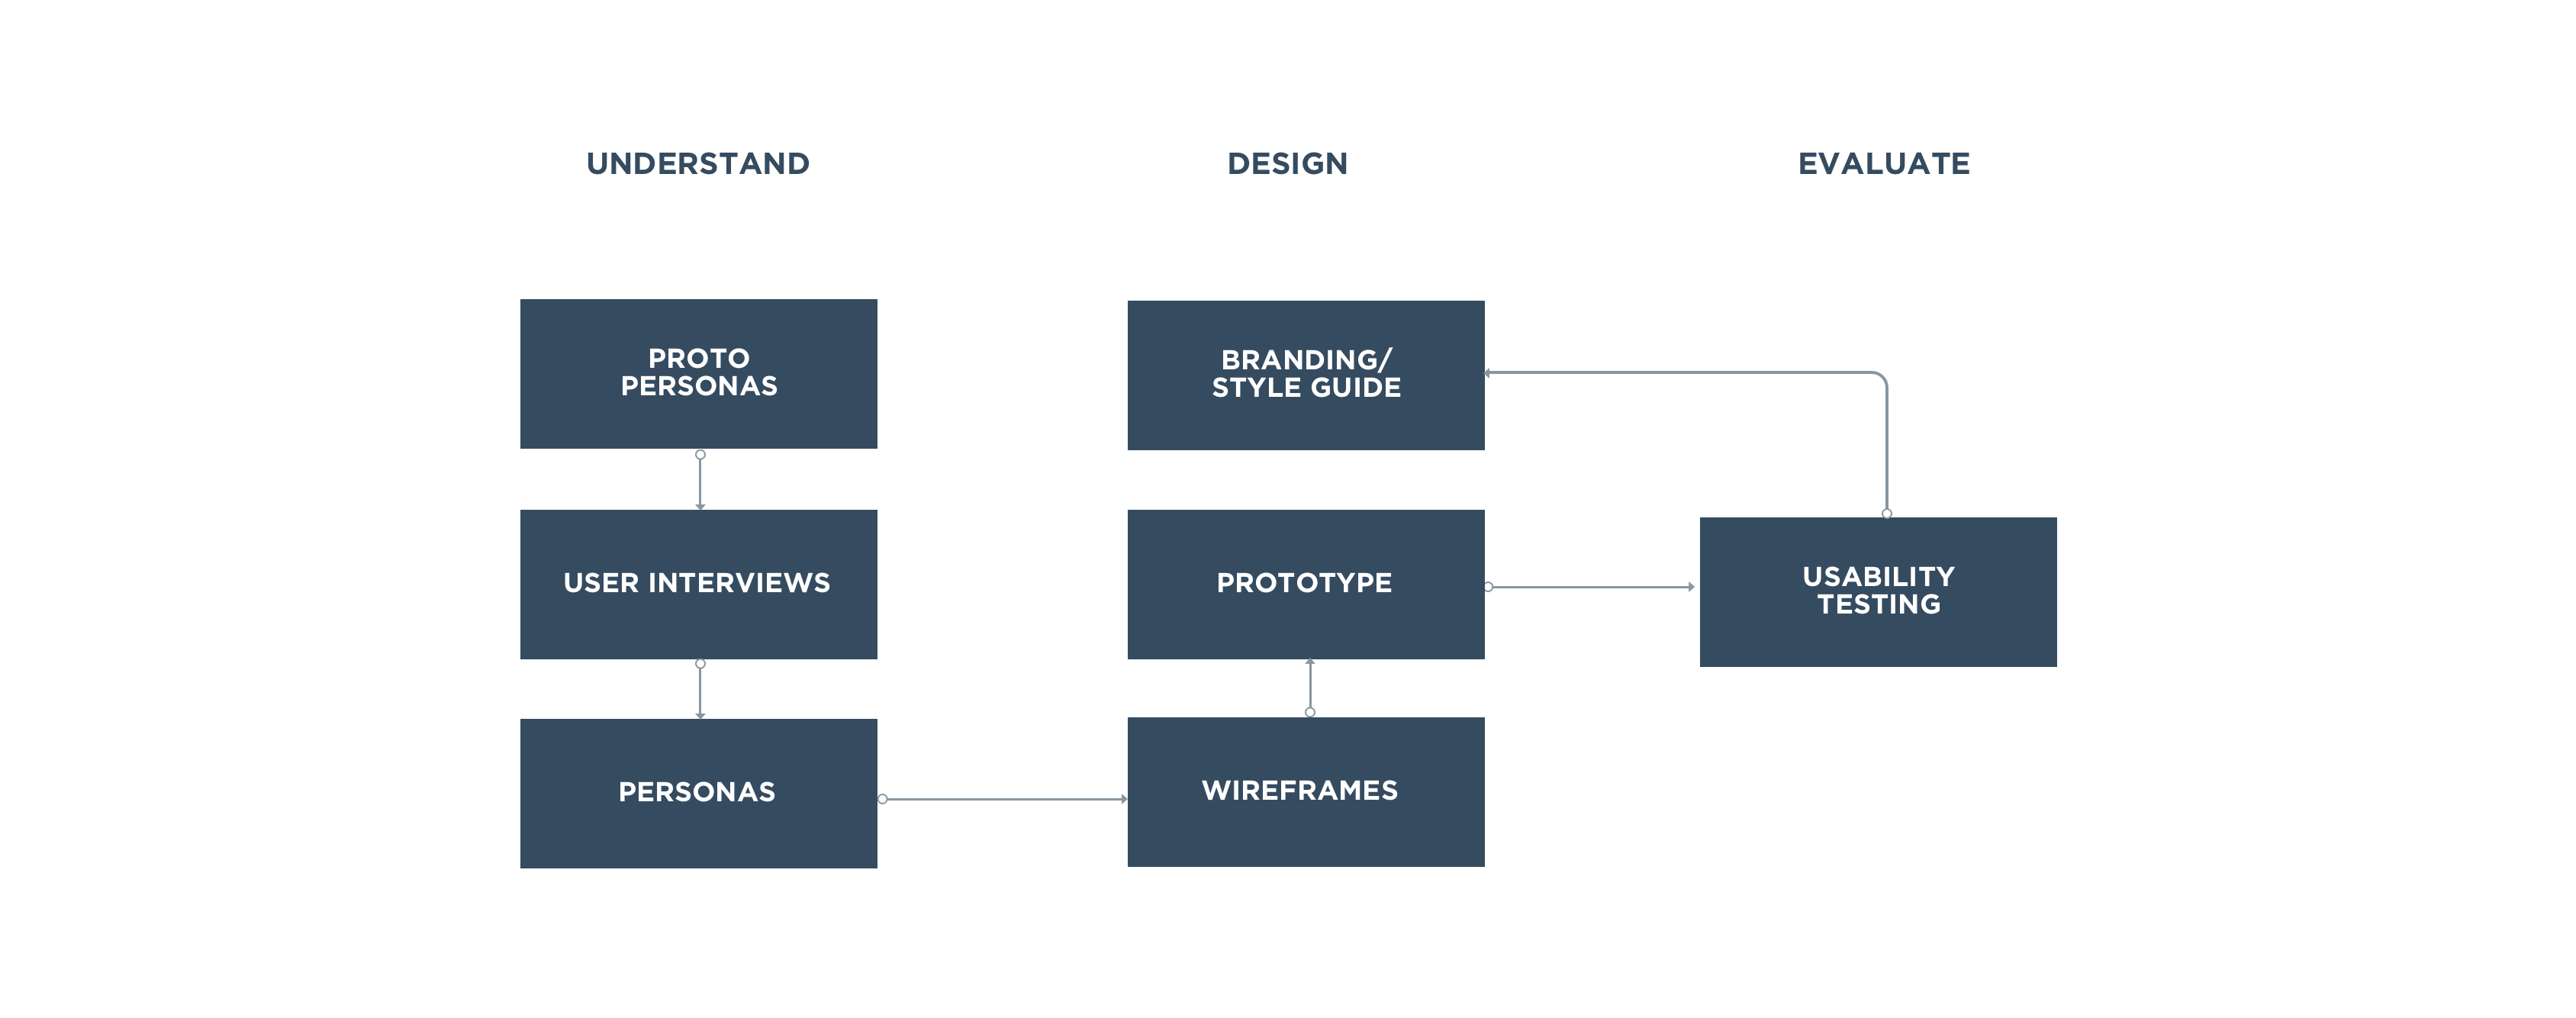 UNDERSTAND
DESIGN
EVALUATE
PROTO
PERSONAS
BRANDING/
STYLE GUIDE
USER INTERVIEWS
PROTOTYPE
USABILITY
TESTING
PERSONAS
WIREFRAMES